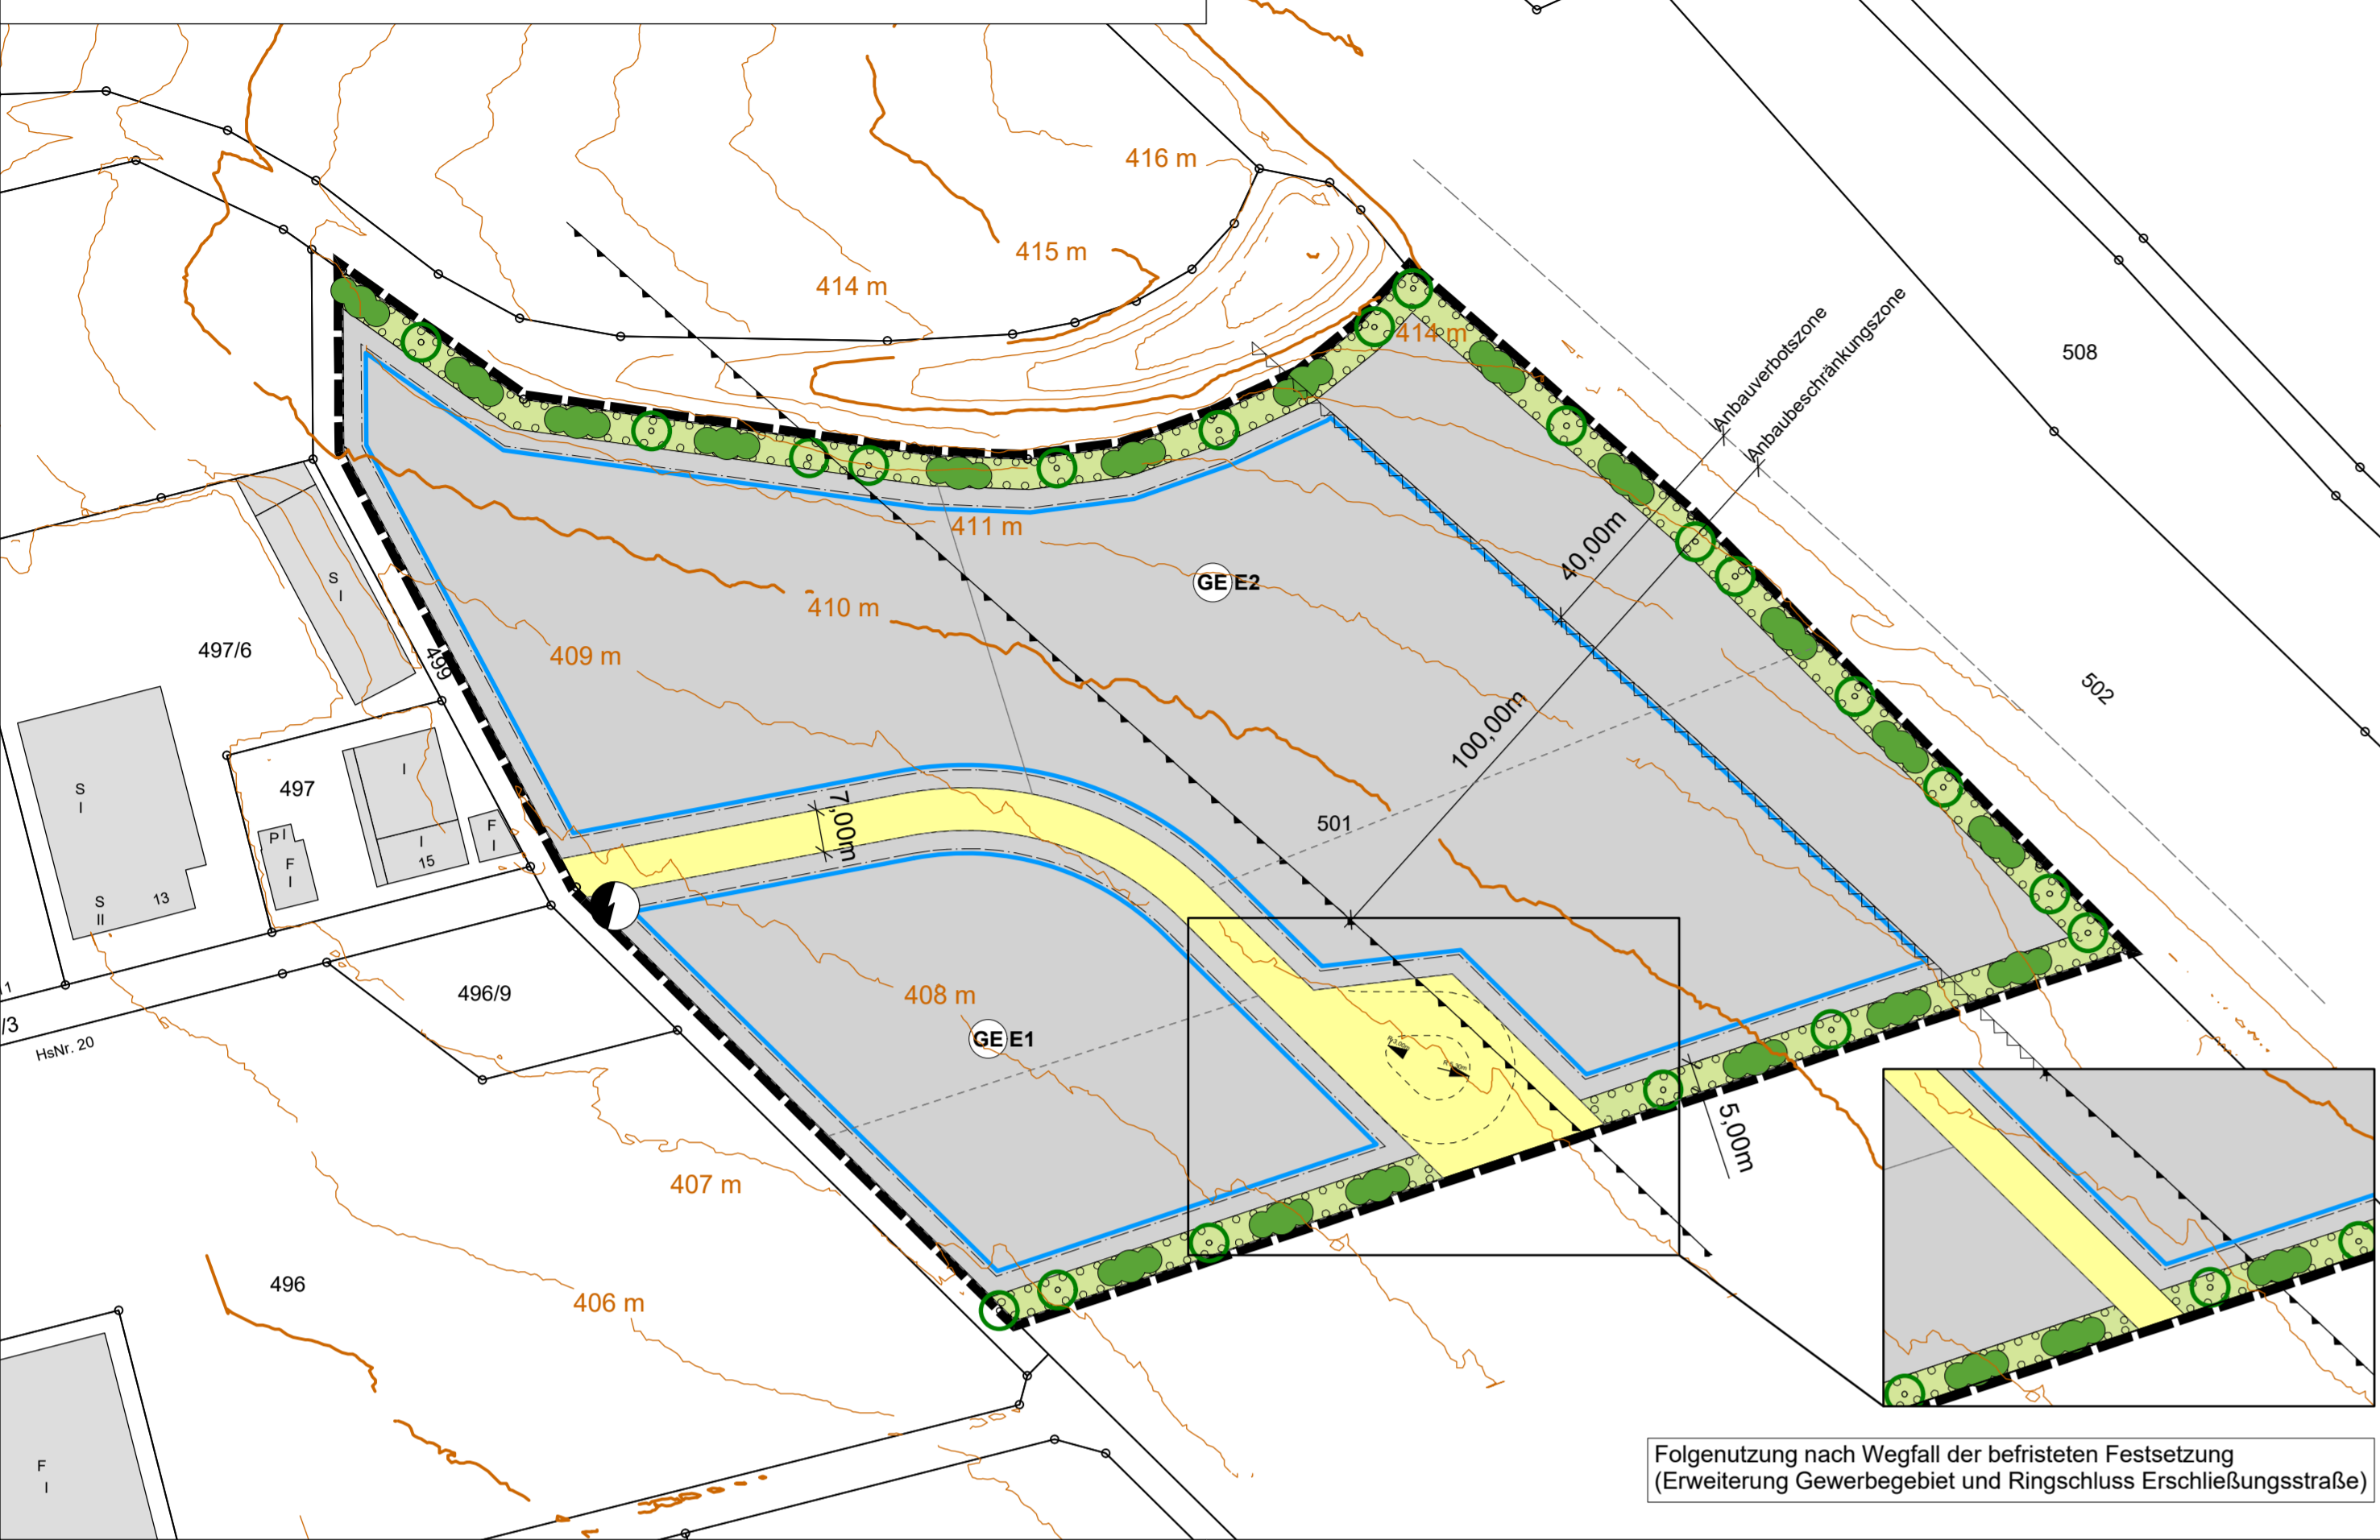 416 m
415 m
414 m
414 m
Anbauverbotszone
Anbaubeschränkungszone
508
502
40,00m
100,00m
411 m
GE E2
410 m
409 m
S
I
497/6
499
S
I
497
I
I
15
F
I
P I
F
I
S
II
13
7,00m
501
408 m
GE E1
496/9
/3
HsNr. 20
5,00m
407 m
406 m
496
F
I
Folgenutzung nach Wegfall der befristeten Festsetzung
(Erweiterung Gewerbegebiet und Ringschluss Erschließungsstraße)